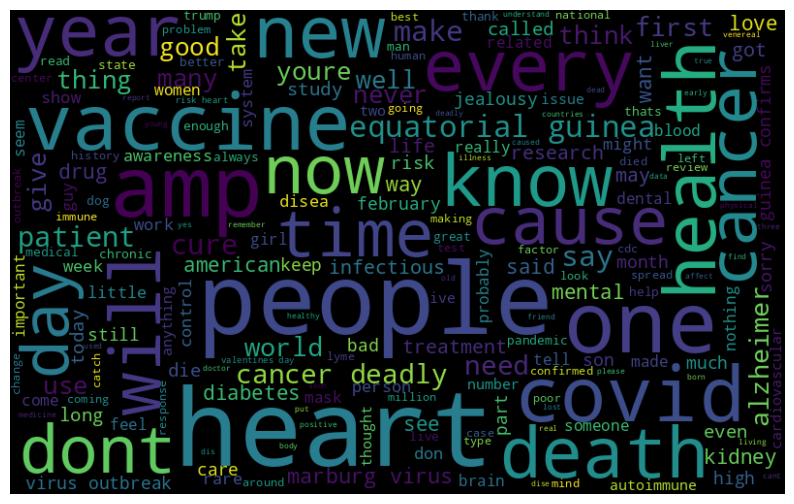 year
new
every
health
cancer
trump
problem
best
thank
understand
national
venereal
man
make
called
first
love
center
read
state
good
take
better
human
related
think
got
liver
thing
many
women
youre
well
never
want
true
show
system
study
two
going
jealousy
issue
thats
early
report
risk heart
dead
young
enough
deadly
countries
vaccine
equatorial guinea
blood
confirms
life
really
might
seem
awareness
always
risk
research
died
left
caused
history
illness
review
outbreak
give
drug
now
know
may
data
guy
dog
disea
way
dental
physical
immune
work
yes
february
making
guinea
amp
remember
cause
three
patient
cure
girl
time
great
factor
cdc
find
test
say
month
medical
chronic
american
keep
infectious
said
look
spread
affect
sorry
week
old
important
little
control
ive
probably
mental
help
day
will
people
one
nothing
alzheimer
cardiovascular
anything
healthy
friend
today
still
world
bad
treatment
pandemic
tell son
made
much
die
need
confirmed
please
catch
valentines day
lyme
use
cancer deadly
covid
change
used
doctor
born
come
coming
diabetes
person
number
poor
long
mask
million
see
lost
medicine
response
put
part
someone
even
dont
feel
heart
positive
thought
live
case
don
death
kidney
body
type
real
living
care
dis
virus outbreak
rare
around
marburg virus
brain
dise
mind
autoimmune
high